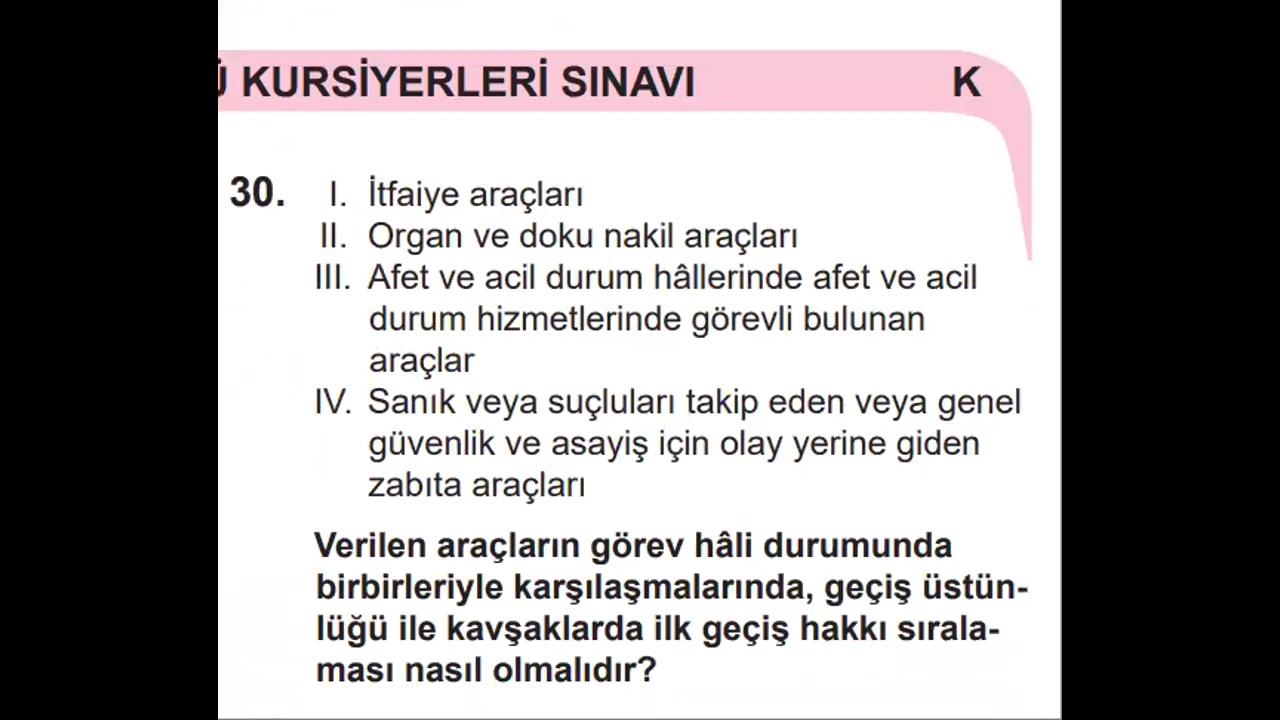 KURSİYERLERİ SINAVI K
30. I. İtfaiye araçları
II. Organ ve doku nakil araçları
III. Afet ve acil durum hâllerinde afet ve acil
durum hizmetlerinde görevli bulunan
araçlar
IV. Sanık veya suçluları takip eden veya genel
güvenlik ve asayiş için olay yerine giden
zabıta araçları
Verilen araçların görev hâli durumunda
birbirleriyle karşılaşmalarında, geçiş üstün-
lüğü ile kavşaklarda ilk geçiş hakkı sırala-
ması nasıl olmalıdır?